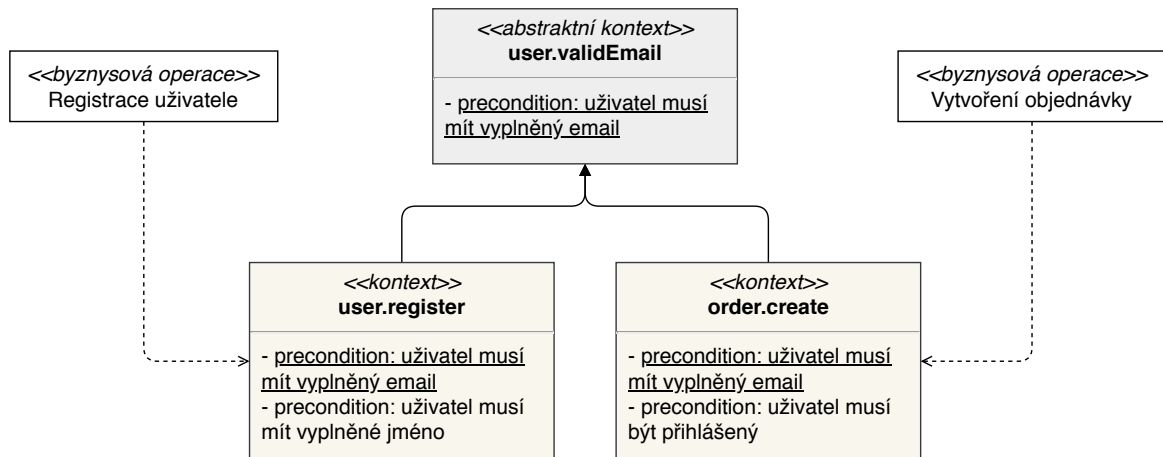 <<abstraktní kontext>>
user.validEmail
- precondition: uživatel musí
mít vyplněný email
<<byznysová operace>>
Registrace uživatele
<<byznysová operace>>
Vytvoření objednávky
<<kontext>>
user.register
- precondition: uživatel musí
mít vyplněný email
- precondition: uživatel musí
mít vyplněné jméno
<<kontext>>
order.create
- precondition: uživatel musí
mít vyplněný email
- precondition: uživatel musí
být přihlášený